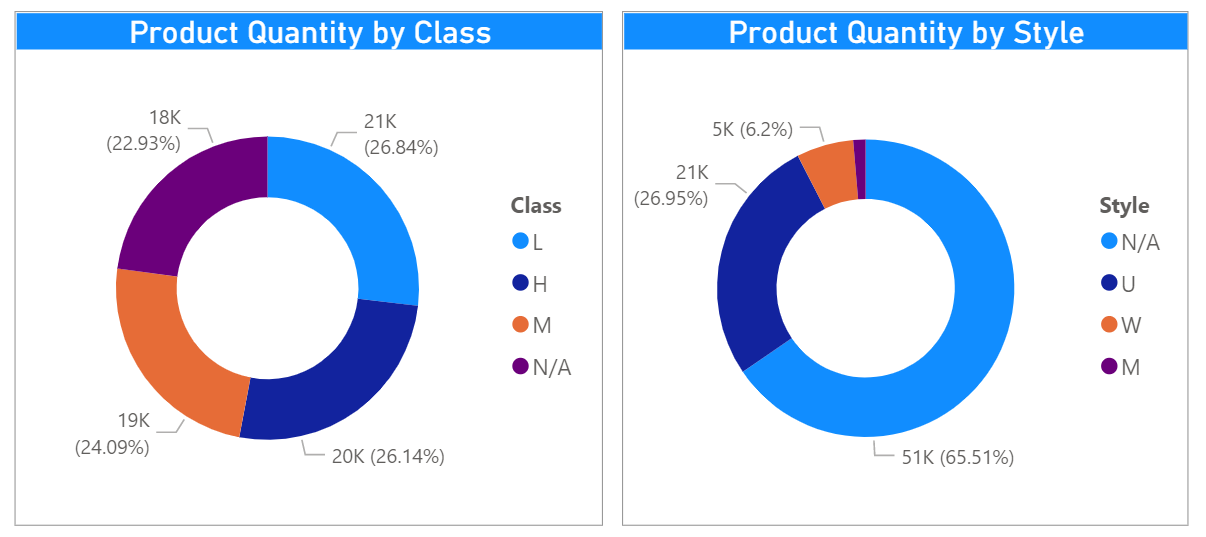 Product Quantity by Class
18K
(22.93%)
21K
(26.84%)
19K
(24.09%)
20K (26.14%)
Class
L
H
M
N/A
Product Quantity by Style
5K (6.2%)
21K
(26.95%)
51K (65.51%)
Style
N/A
U
W
M